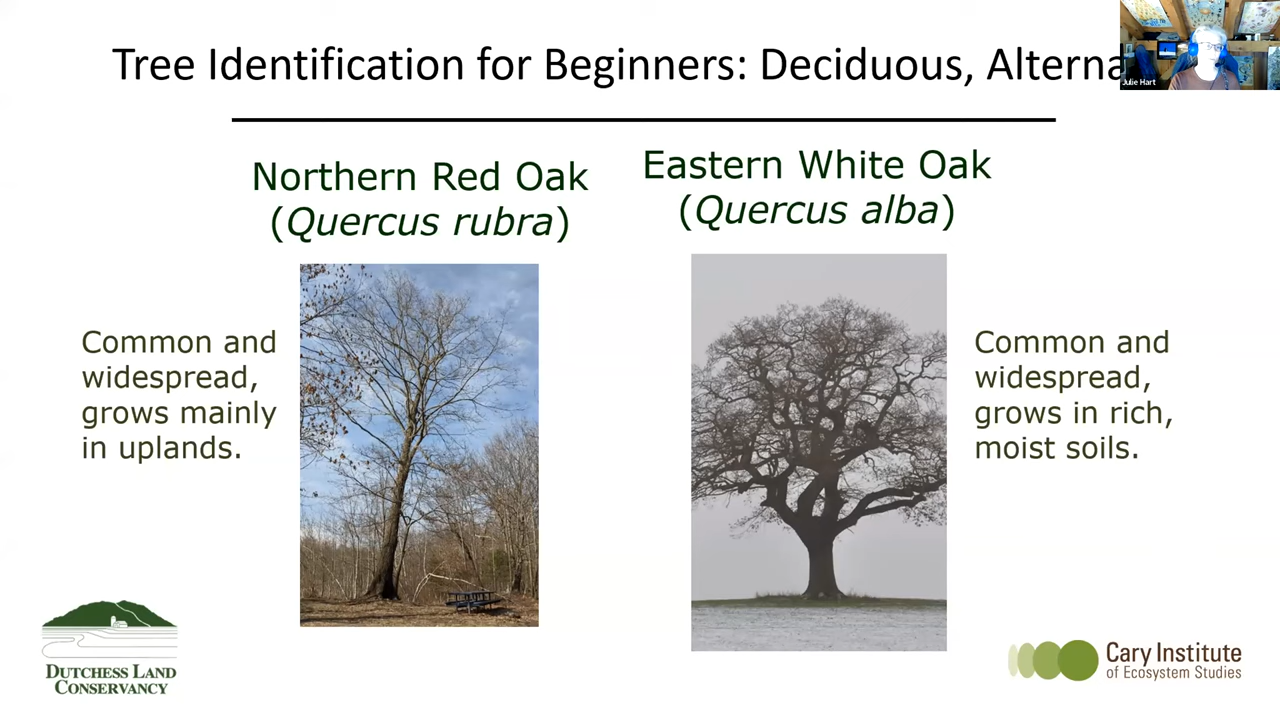 Tree Identification for Beginners: Deciduous, Alterna
Julie Hart
Northern Red Oak
(Quercus rubra)
Eastern White Oak
(Quercus alba)
Common and
widespread,
grows mainly
in uplands.
Common and
widespread,
grows in rich,
moist soils.
DUTCHESS LAND
CONSERVANCY
Cary Institute
of Ecosystem Studies